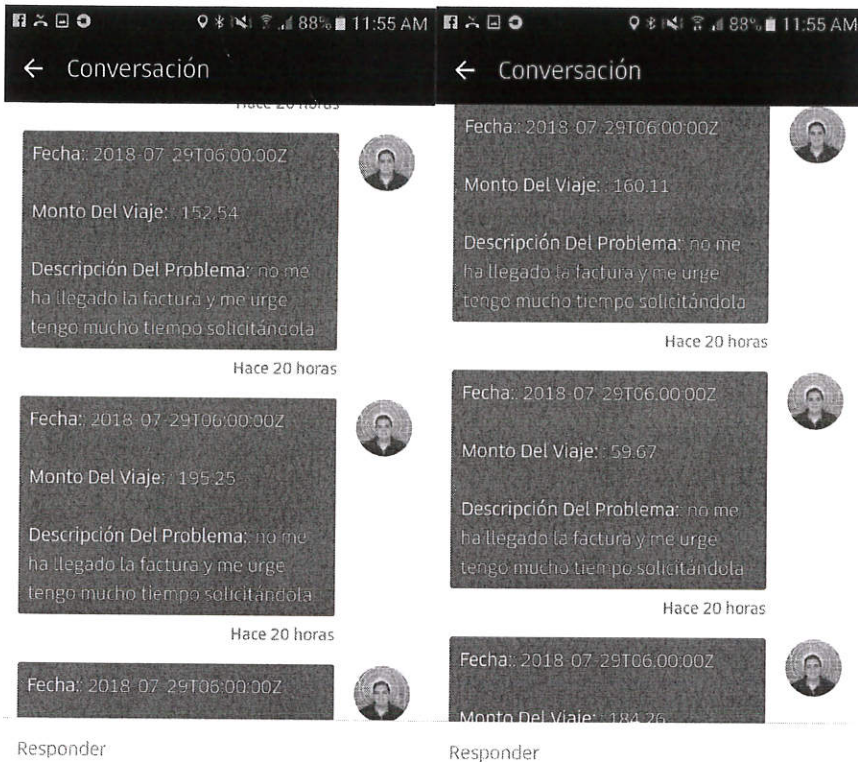 88% 11:55 AM
Conversación
Hace 20 horas
Fecha:: 2018-07-29T06:00:00Z
Monto Del Viaje: : 152.54
Descripción Del Problema: : no me
ha llegado la factura y me urge
tengo mucho tiempo solicitándola
Hace 20 horas
Fecha:: 2018-07-29T06:00:00Z
Monto Del Viaje: : 195.25
Descripción Del Problema: : no me
ha llegado la factura y me urge
tengo mucho tiempo solicitándola
Hace 20 horas
Fecha:: 2018-07-29T06:00:00Z
Responder
88% 11:55 AM
Conversación
Fecha:: 2018-07-29T06:00:00Z
Monto Del Viaje: : 160.11
Descripción Del Problema: : no me
ha llegado la factura y me urge
tengo mucho tiempo solicitándola
Hace 20 horas
Fecha:: 2018-07-29T06:00:00Z
Monto Del Viaje: : 59.67
Descripción Del Problema: : no me
ha llegado la factura y me urge
tengo mucho tiempo solicitándola
Hace 20 horas
Fecha:: 2018-07-29T06:00:00Z
Monto Del Viaje: : 184.26
Responder